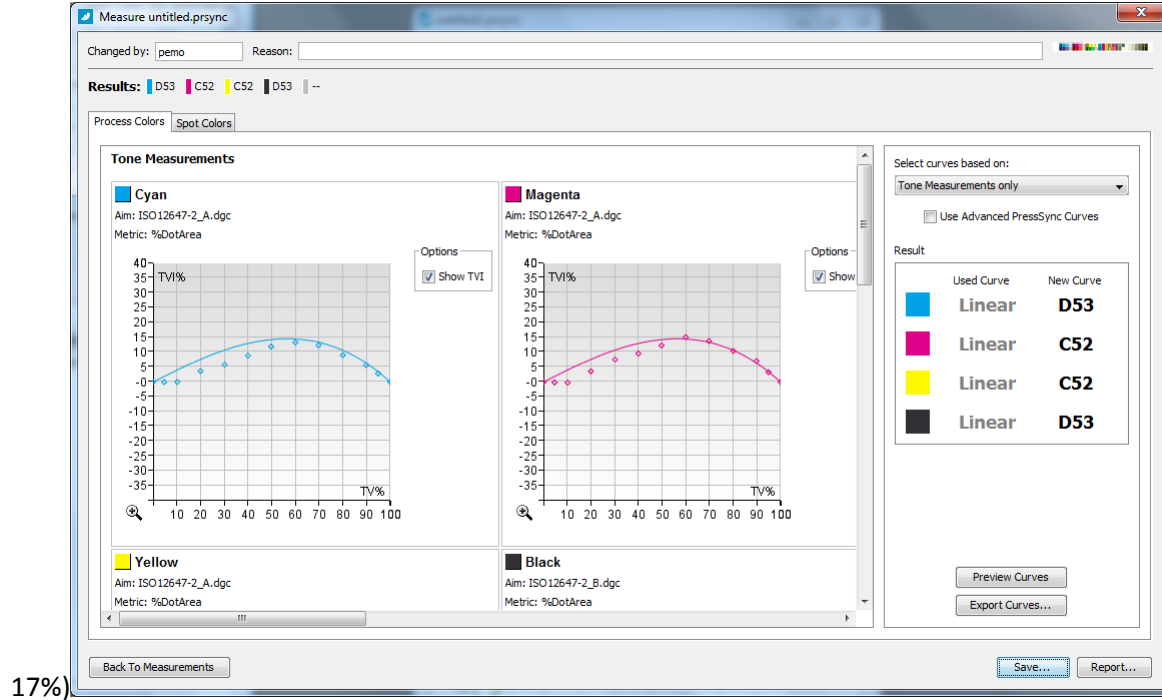 Measure untitled.prsync
Changed by: pemo Reason:
Results: D53 C52 C52 D53 --
Process Colors Spot Colors
Tone Measurements
Cyan
Aim: ISO12647-2_A.dgc
Metric: %DotArea
Options
Show TVI
40
35
30
25
20
15
10
5
-0
-5
-10
-15
-20
-25
-30
-35
TVI%
TV%
10 20 30 40 50 60 70 80 90 100
Magenta
Aim: ISO12647-2_A.dgc
Metric: %DotArea
Options
Show
40
35
30
25
20
15
10
5
-0
-5
-10
-15
-20
-25
-30
-35
TVI%
TV%
10 20 30 40 50 60 70 80 90 100
Yellow
Aim: ISO12647-2_A.dgc
Metric: %DotArea
Black
Aim: ISO12647-2_B.dgc
Metric: %DotArea
Select curves based on:
Tone Measurements only
Use Advanced PressSync Curves
Result
Used Curve New Curve
Linear D53
Linear C52
Linear C52
Linear D53
Preview Curves
Export Curves...
Back To Measurements
Save... Report...
17%)